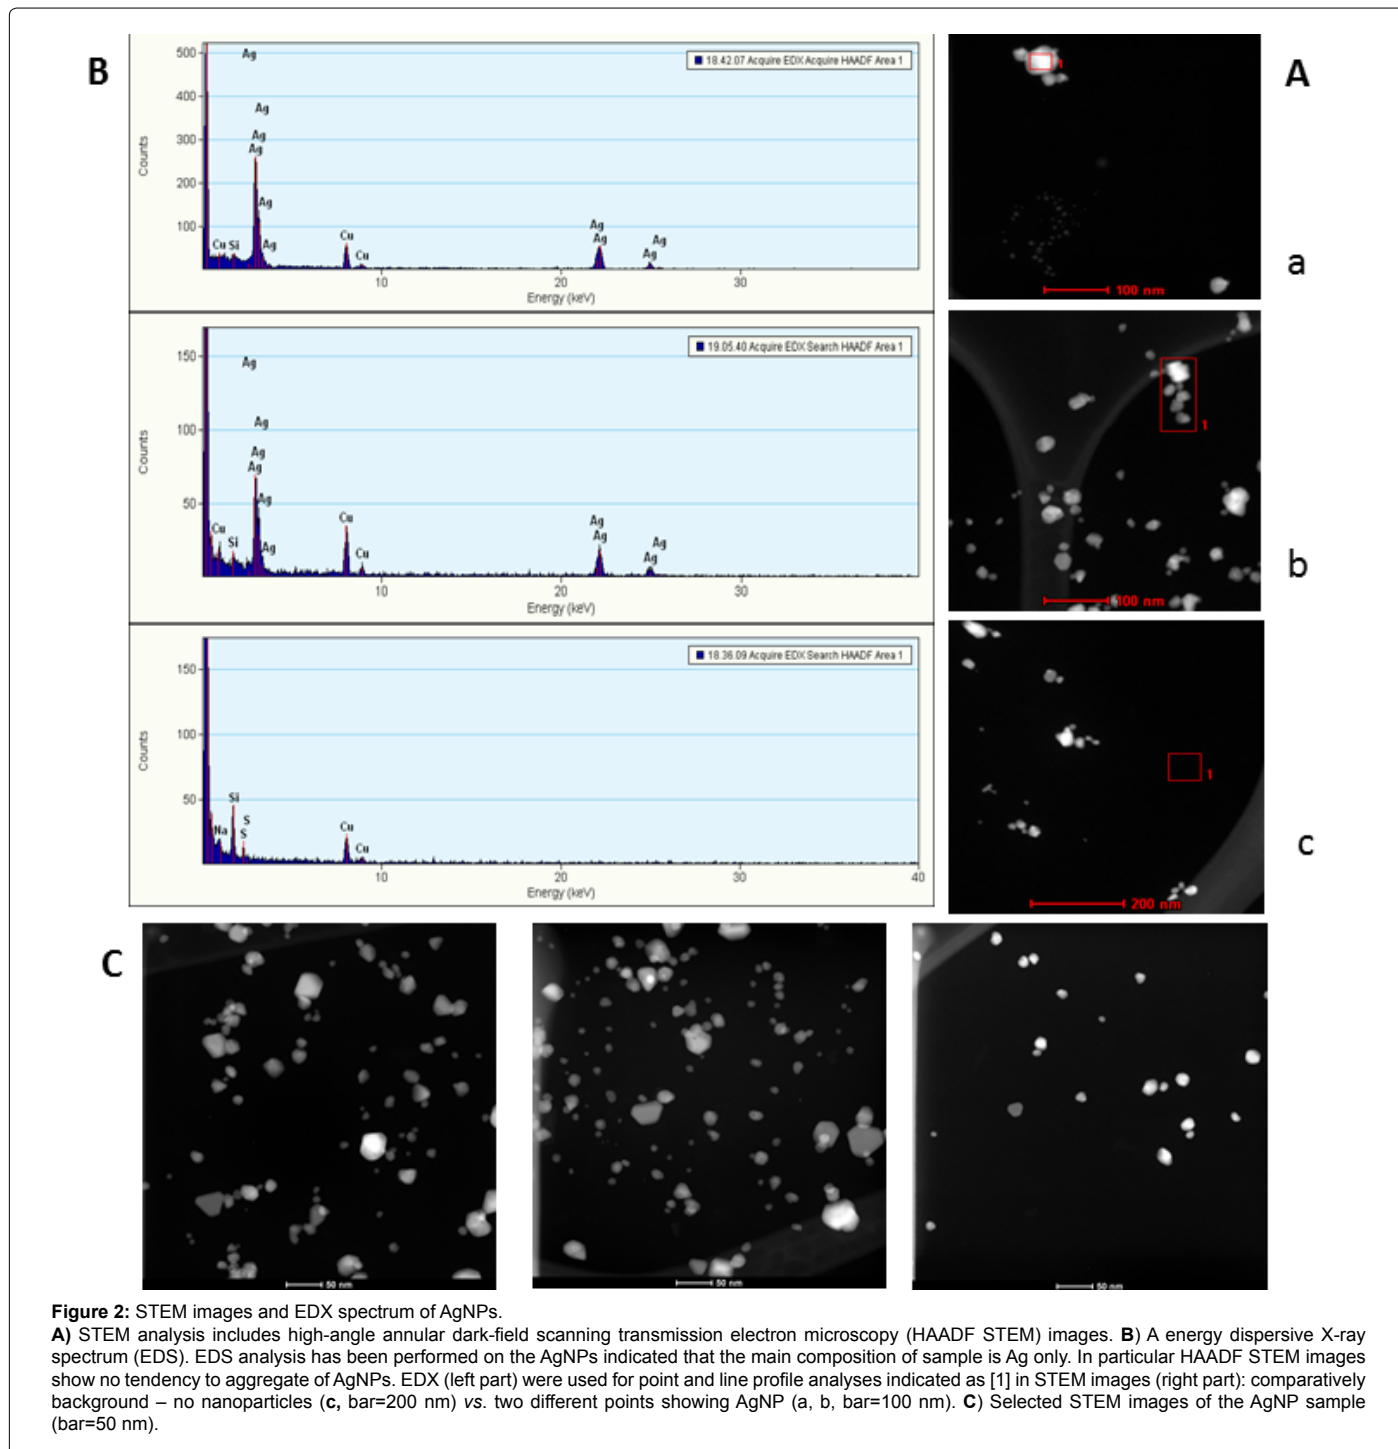 B
500
400
300
200
100
Counts
Ag
Ag
Ag
Ag
Ag
Ag
Cu
Si
Cu
Cu
Ag
Ag
Ag
Ag
18.42.07 Acquire EDX Acquire HAADF Area 1
10
20
30
Energy (keV)
1
100 nm
A
a
150
100
50
Counts
Ag
Ag
Ag
Ag
Ag
Ag
Cu
Si
Cu
Cu
Ag
Ag
Ag
Ag
19.05.40 Acquire EDX Search HAADF Area 1
10
20
30
Energy (keV)
1
100 nm
b
150
100
50
Counts
Na
Si
S
S
Cu
Cu
18.36.09 Acquire EDX Search HAADF Area 1
10
20
30
40
Energy (keV)
1
200 nm
c
C
50 nm
50 nm
50 nm
Figure 2: STEM images and EDX spectrum of AgNPs.
A) STEM analysis includes high-angle annular dark-field scanning transmission electron microscopy (HAADF STEM) images. B) A energy dispersive X-ray
spectrum (EDS). EDS analysis has been performed on the AgNPs indicated that the main composition of sample is Ag only. In particular HAADF STEM images
show no tendency to aggregate of AgNPs. EDX (left part) were used for point and line profile analyses indicated as [1] in STEM images (right part): comparatively
background – no nanoparticles (c, bar=200 nm) vs. two different points showing AgNP (a, b, bar=100 nm). C) Selected STEM images of the AgNP sample
(bar=50 nm).